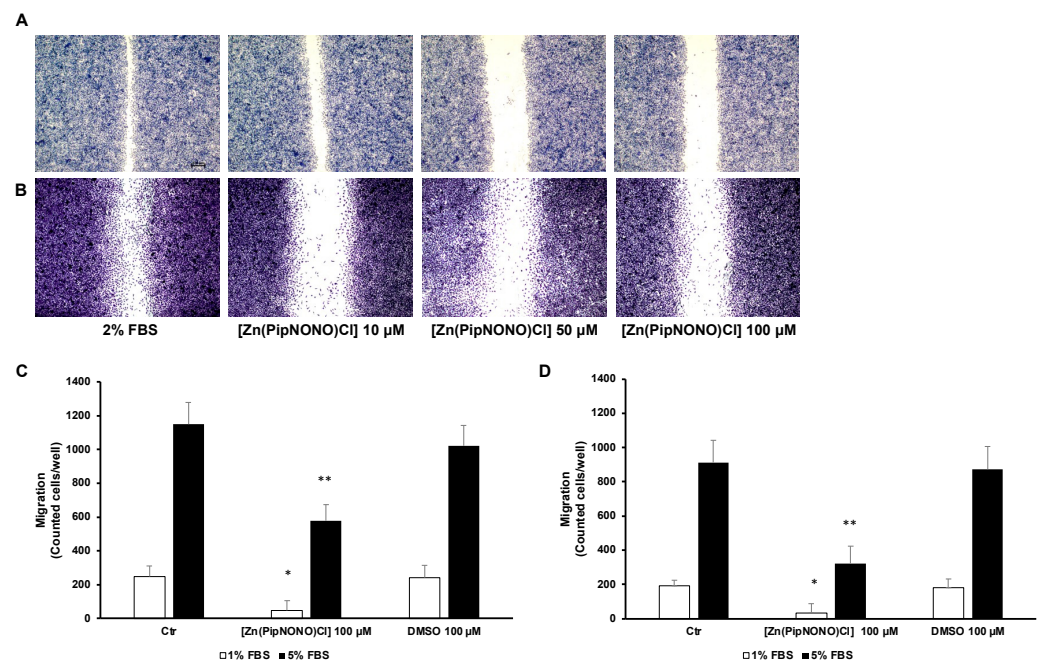 A
B
2% FBS
[Zn(PipNONO)Cl] 10 µM
[Zn(PipNONO)Cl] 50 µM
[Zn(PipNONO)Cl] 100 µM
C
Migration
(Counted cells/well)
1400
1200
1000
800
600
400
200
0
*
**
Ctr
[Zn(PipNONO)Cl] 100 µM
DMSO 100 µM
1% FBS
5% FBS
D
Migration
(Counted cells/well)
1400
1200
1000
800
600
400
200
0
*
**
Ctr
[Zn(PipNONO)Cl] 100 µM
DMSO 100 µM
1% FBS
5% FBS